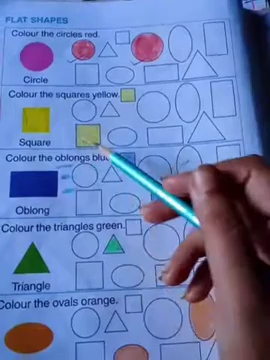 FLAT SHAPES
Colour the circles red.
Circle
Colour the squares yellow.
Square
Colour the oblongs blue.
Oblong
Colour the triangles green.
Triangle
Colour the ovals orange.